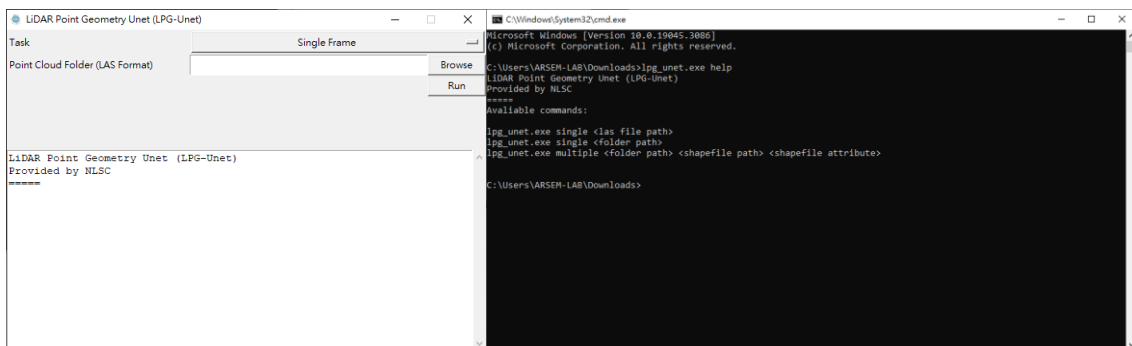 LiDAR Point Geometry Unet (LPG-Unet)
Task
Single Frame
Point Cloud Folder (LAS Format)
Browse
Run
LiDAR Point Geometry Unet (LPG-Unet)
Provided by NLSC
=====
C:\Windows\System32\cmd.exe
Microsoft Windows [Version 10.0.19045.3086]
(c) Microsoft Corporation. All rights reserved.
C:\Users\ARSEM-LAB\Downloads>lpg_unet.exe help
LiDAR Point Geometry Unet (LPG-Unet)
Provided by NLSC
=====
Avaliable commands:
lpg_unet.exe single <las file path>
lpg_unet.exe single <folder path>
lpg_unet.exe multiple <folder path> <shapefile path> <shapefile attribute>
C:\Users\ARSEM-LAB\Downloads>